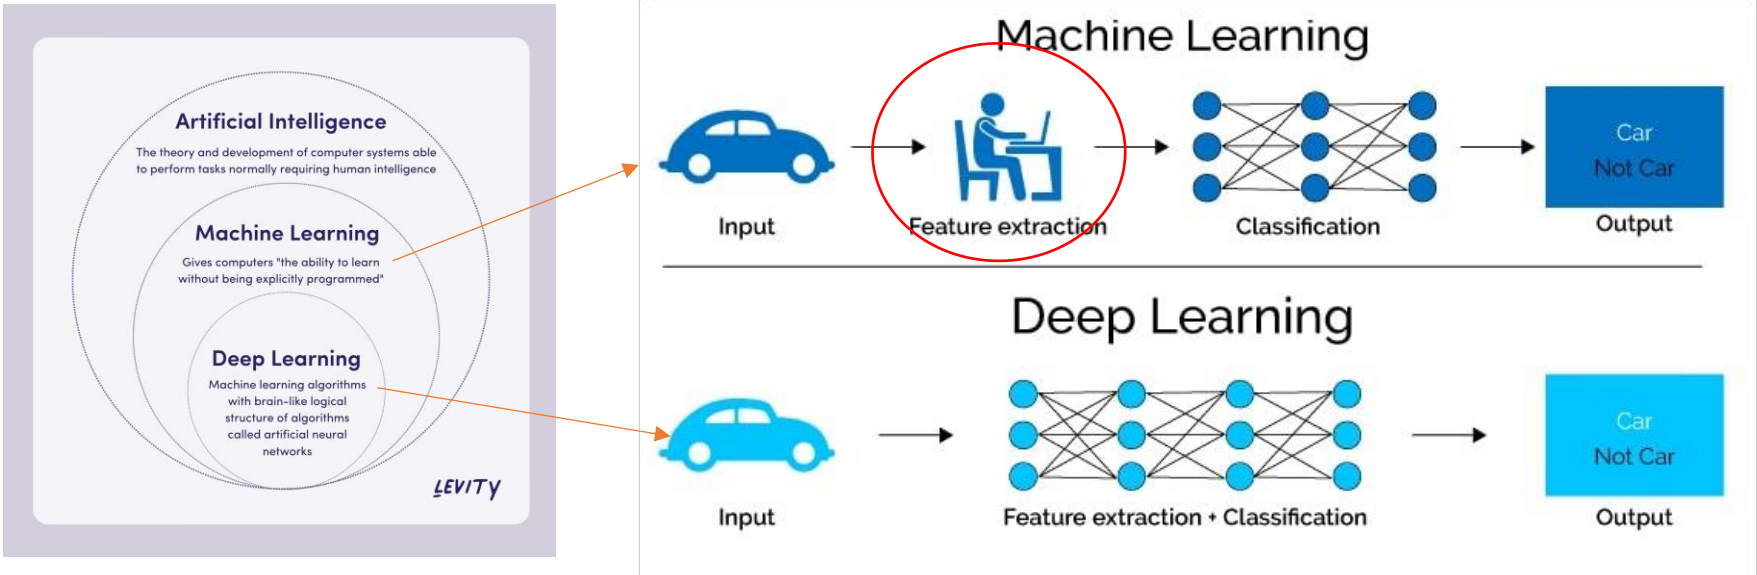 Artificial Intelligence
The theory and development of computer systems able
to perform tasks normally requiring human intelligence
Machine Learning
Gives computers "the ability to learn
without being explicitly programmed"
Deep Learning
Machine learning algorithms
with brain-like logical
structure of algorithms
called artificial neural
networks
LEVITY
Machine Learning
Input
Feature extraction
Classification
Car
Not Car
Output
Deep Learning
Input
Feature extraction + Classification
Car
Not Car
Output